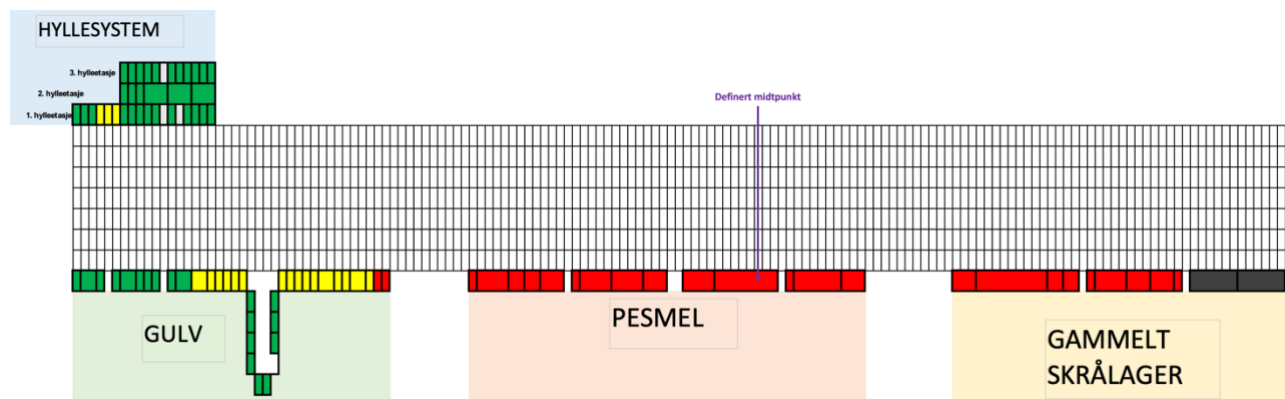 HYLLESYSTEM
3. hylleetasje
2. hylleetasje
1. hylleetasje
Definert midtpunkt
GULV
PESMEL
GAMMELT
SKRÅLAGER